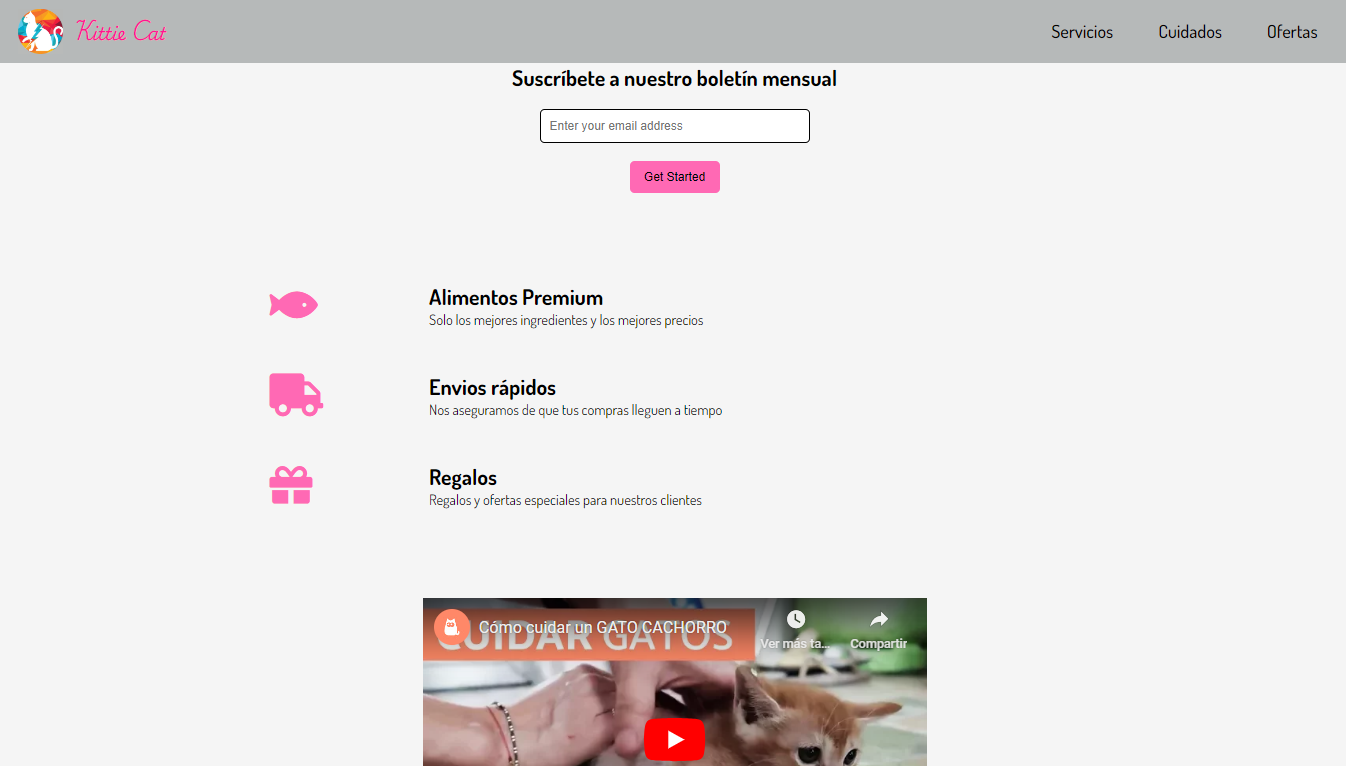 Kittie Cat
Servicios
Cuidados
Ofertas
Suscríbete a nuestro boletín mensual
Enter your email address
Get Started
Alimentos Premium
Solo los mejores ingredientes y los mejores precios
Envios rápidos
Nos aseguramos de que tus compras lleguen a tiempo
Regalos
Regalos y ofertas especiales para nuestros clientes
Cómo cuidar un GATO CACHORRO
CUIDAR GATOS
Ver más ta...
Compartir